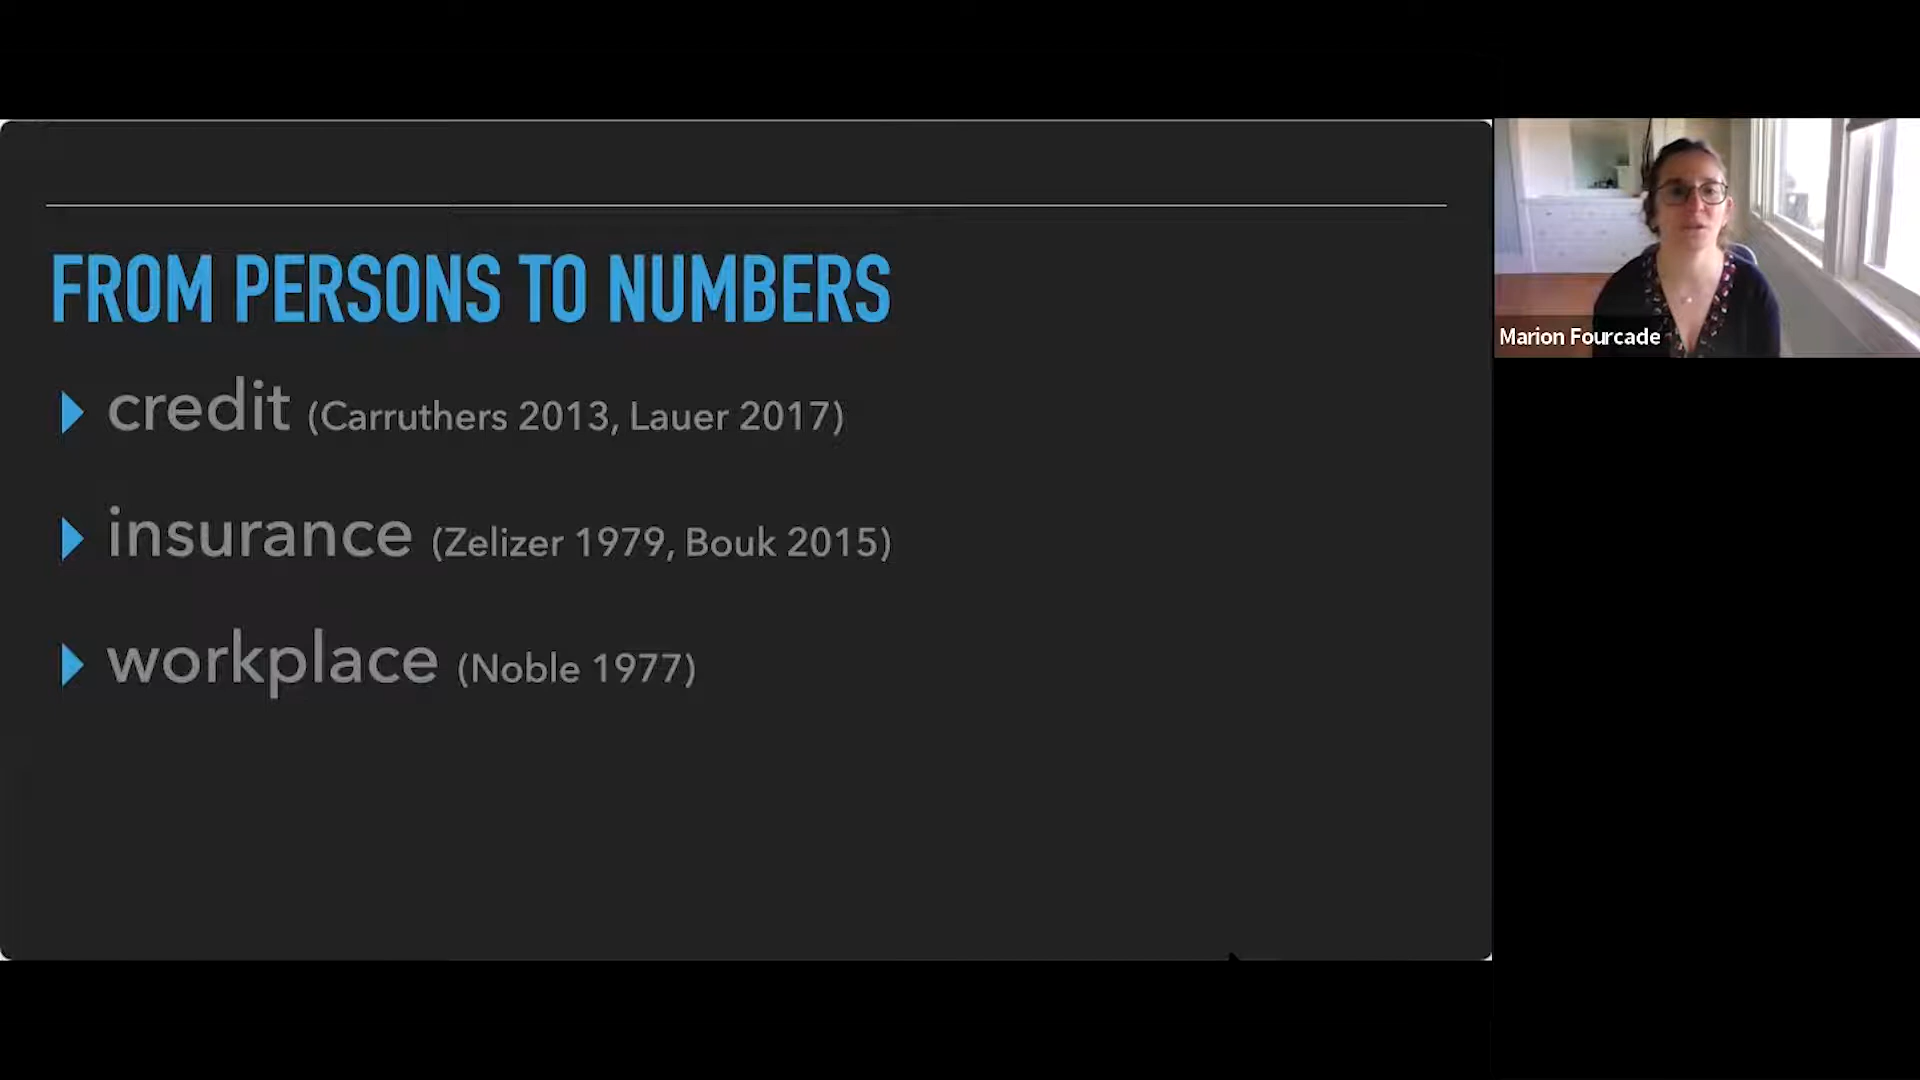 FROM PERSONS TO NUMBERS
credit (Carruthers 2013, Lauer 2017)
insurance (Zelizer 1979, Bouk 2015)
workplace (Noble 1977)
Marion Fourcade